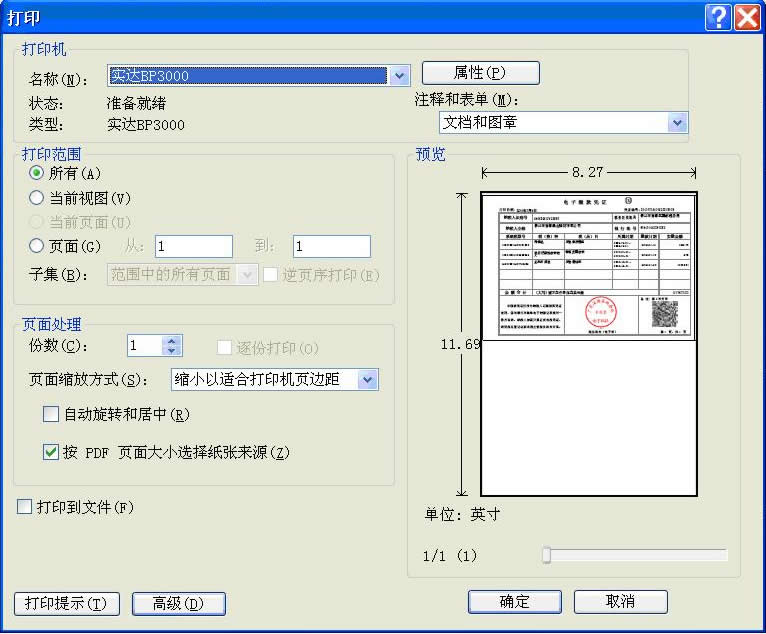 打印
打印机
名称(N): 实达BP3000 属性(P)
状态: 准备就绪 注释和表单(M):
类型: 实达BP3000 文档和图章
打印范围
所有(A)
当前视图(V)
当前页面(U)
页面(G) 从: 1 到: 1
子集(B): 范围中的所有页面 逆页序打印(E)
页面处理
份数(C): 1 逐份打印(O)
页面缩放方式(S): 缩小以适合打印机页边距
自动旋转和居中(R)
按 PDF 页面大小选择纸张来源(Z)
打印到文件(F)
预览
8.27
电子缴款凭证
11.69
单位: 英寸
1/1 (1)
打印提示(T) 高级(D) 确定 取消